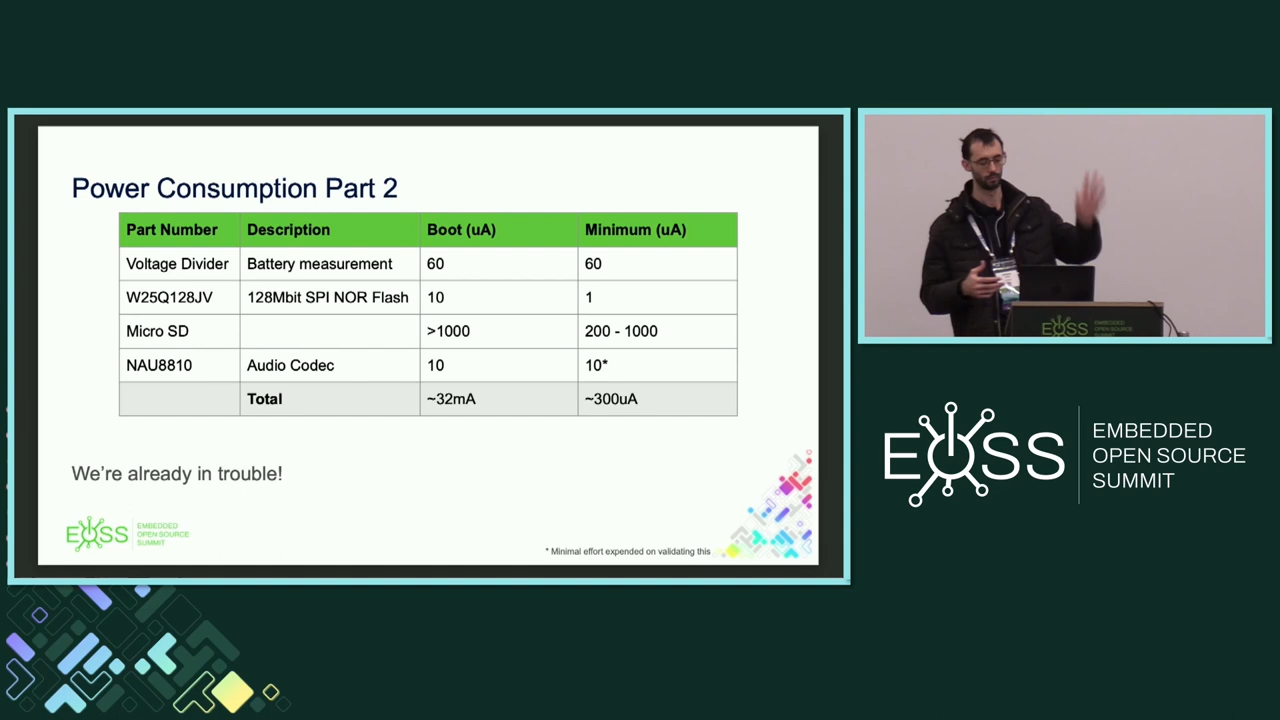 Power Consumption Part 2
Part Number Description Boot (uA) Minimum (uA)
Voltage Divider Battery measurement 60 60
W25Q128JV 128Mbit SPI NOR Flash 10 1
Micro SD >1000 200 - 1000
NAU8810 Audio Codec 10 10*
Total ~32mA ~300uA
We're already in trouble!
EOSS
EMBEDDED
OPEN SOURCE
SUMMIT
* Minimal effort expended on validating this
EOSS
EOSS
EMBEDDED
OPEN SOURCE
SUMMIT